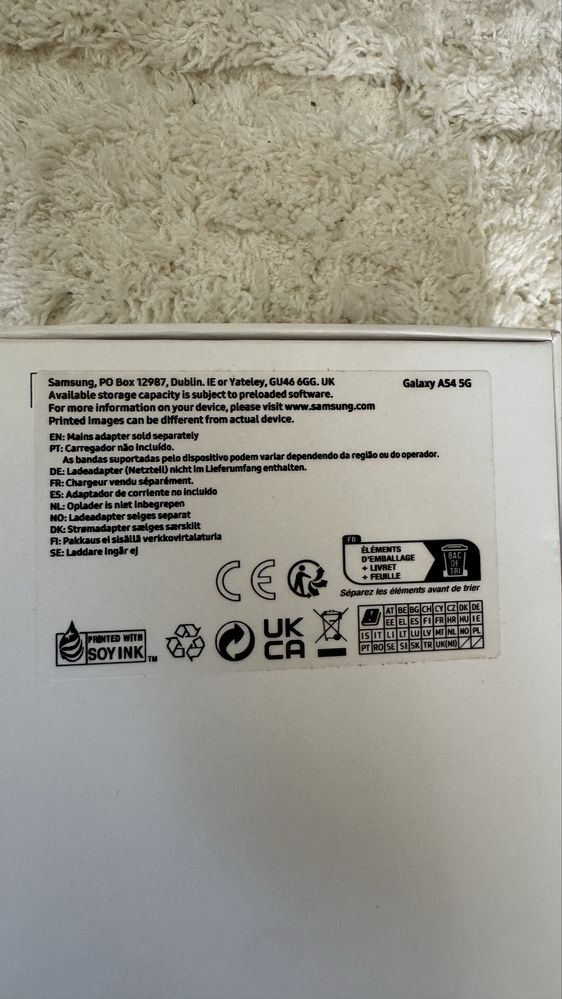 Samsung, PO Box 12987, Dublin. IE or Yateley, GU46 6GG. UK
Galaxy A54 5G
Available storage capacity is subject to preloaded software.
For more information on your device, please visit www.samsung.com
Printed images can be different from actual device.
EN: Mains adapter sold separately
PT: Carregador não incluído.
As bandas suportadas pelo dispositivo podem variar dependendo da região ou do operador.
DE: Ladeadapter (Netzteil) nicht im Lieferumfang enthalten.
FR: Chargeur vendu séparément.
ES: Adaptador de corriente no incluido
NL: Oplader is niet inbegrepen
NO: Ladeadapter selges separat
DK: Strømadapter sælges særskilt
FI: Pakkaus ei sisällä verkkovirtalaturia
SE: Laddare ingår ej
CE
FR
ÉLÉMENTS
D'EMBALLAGE
+ LIVRET
+ FEUILLE
BAC
DE
TRI
Séparez les éléments avant de trier
PRINTED WITH
SOY INK™
UK
CA
AT BE BG CH CY CZ DK DE
EE EL ES FI FR HR HU IE
IS IT LI LT LU LV MT NL NO PL
PT RO SE SI SK TR UK(NI)